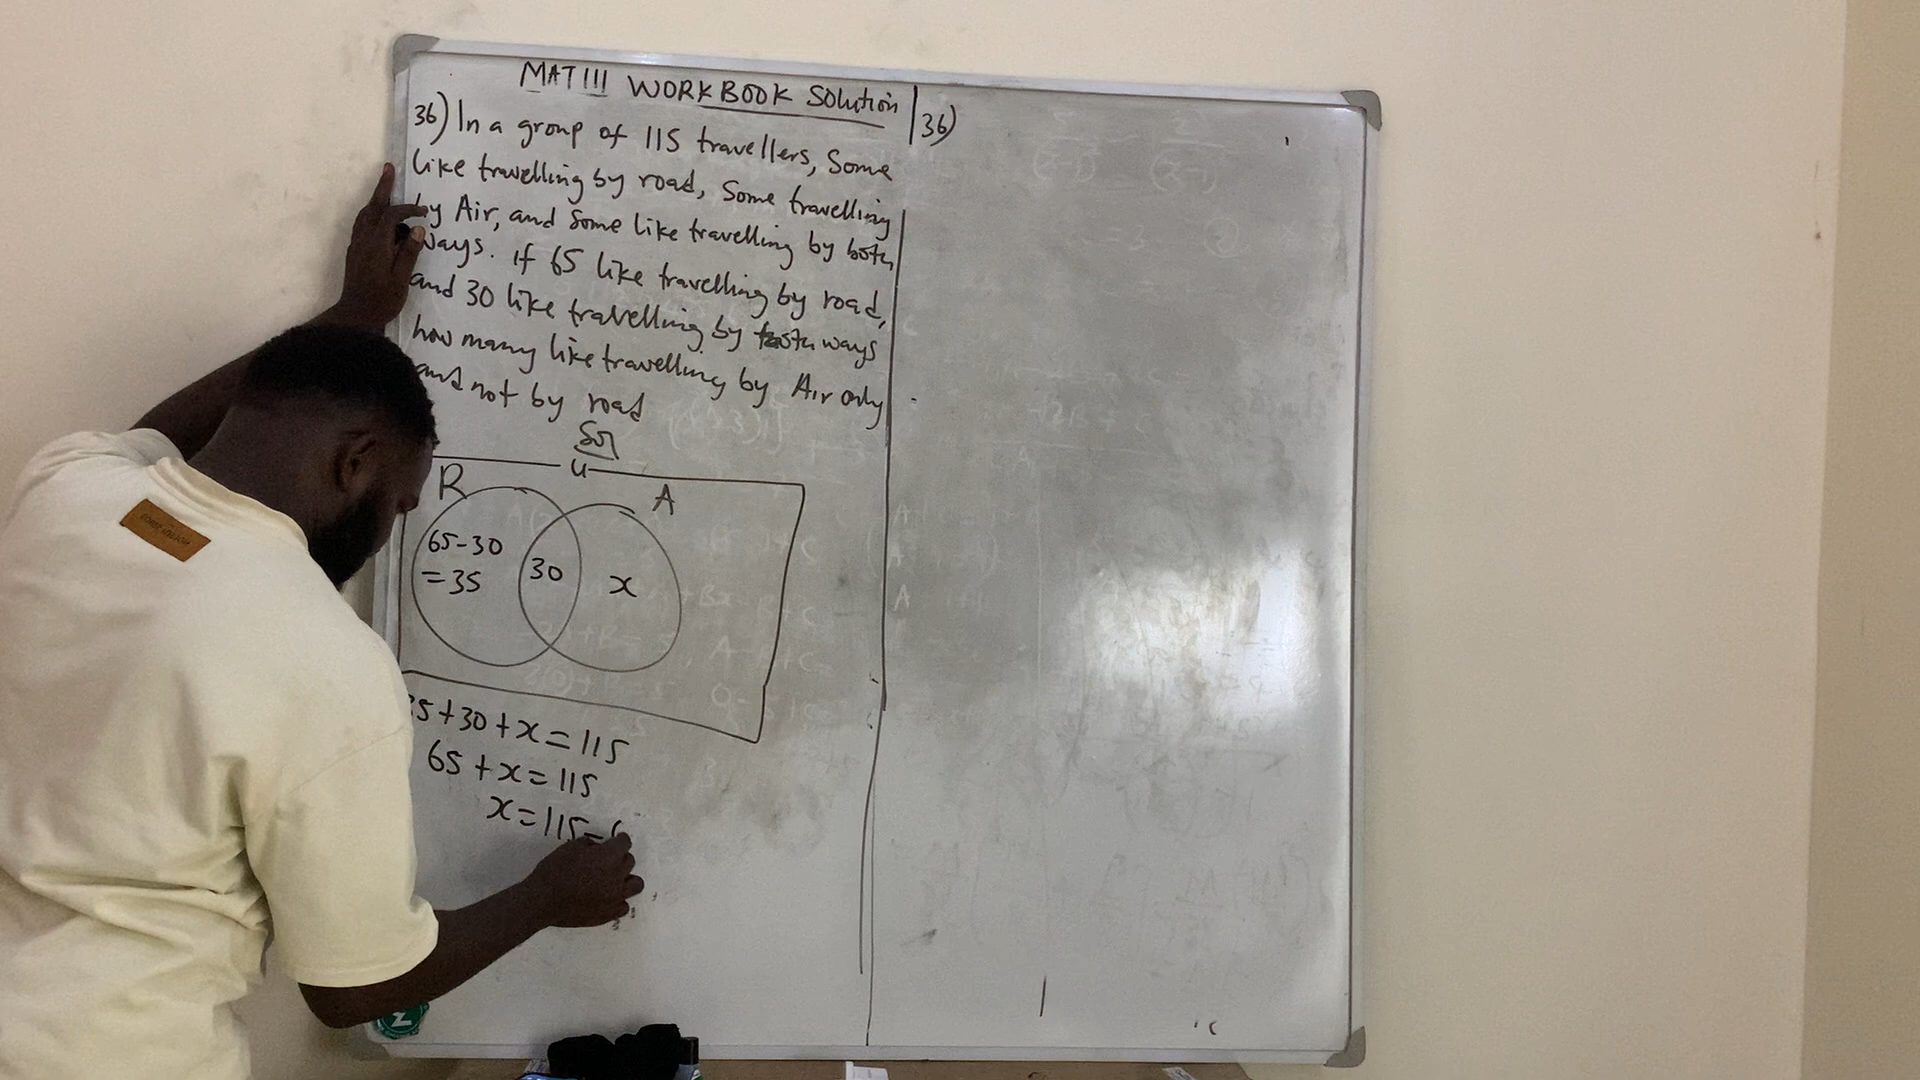 MAT111 WORKBOOK Solution
36) In a group of 115 travellers, Some
like travelling by road, Some travelling
by Air, and Some like travelling by both
ways. If 65 like travelling by road,
and 30 like travelling by both ways
how many like travelling by Air only
and not by road
Sol
U
R
A
65-30
=35
30
x
35+30+x=115
65+x=115
x=115-6
36)